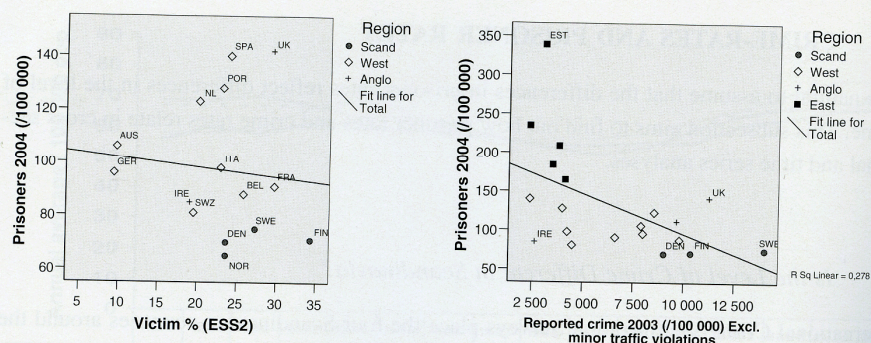 Prisoners 2004 (/100 000)
140
120
100
80
60
SPA
UK
POR
NL
AUS
ITA
GER
FRA
BEL
IRE
SWZ
SWE
DEN
FIN
NOR
5 10 15 20 25 30 35
Victim % (ESS2)
Region
Scand
West
Anglo
Fit line for
Total
Prisoners 2004 (/100 000)
350
300
250
200
150
100
50
EST
UK
IRE
DEN
FIN
SWE
2 500 5 000 7 500 10 000 12 500
Reported crime 2003 (/100 000) Excl.
minor traffic violations
Region
Scand
West
Anglo
East
Fit line for
Total
R Sq Linear = 0,278